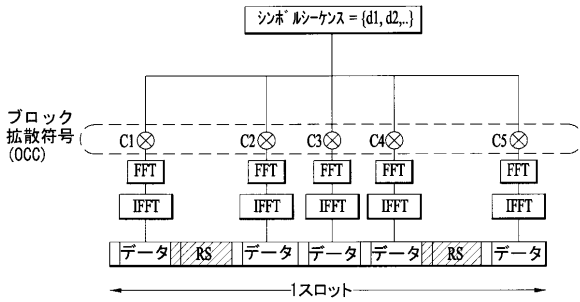 シンボルシーケンス = {d1, d2,..}
ブロック
拡散符号
(OCC)
C1 C2 C3 C4 C5
FFT FFT FFT FFT FFT
IFFT IFFT IFFT IFFT IFFT
データ RS データ データ データ RS データ
1スロット